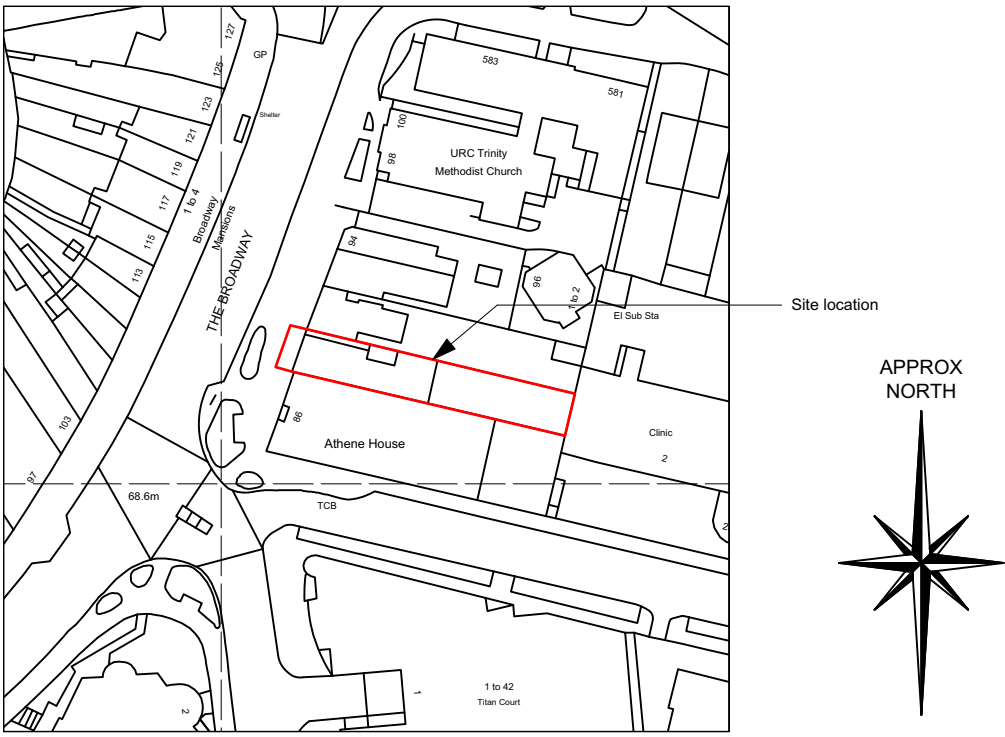 127
GP
125
583
123
581
Shelter
100
121
URC Trinity
Methodist Church
98
119
1 to 4
Broadway
Mansions
117
115
94
113
THE BROADWAY
96
1 to 2
El Sub Sta
Site location
APPROX
NORTH
86
103
Athene House
Clinic
2
97
68.6m
TCB
2
1 to 42
Titan Court
1
2